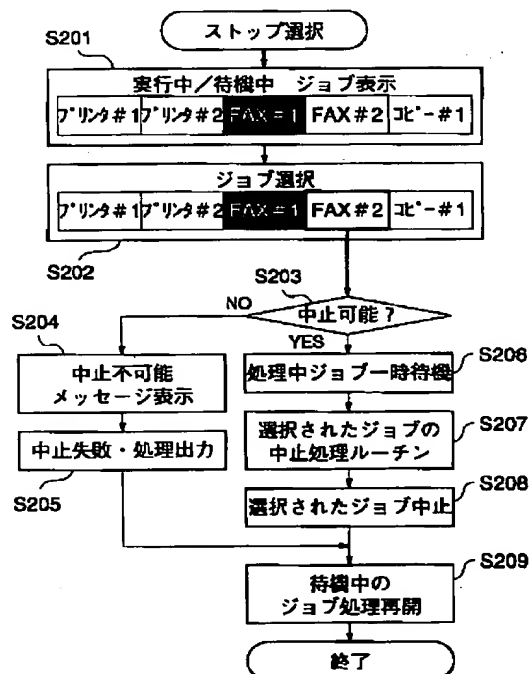 ストップ選択
S201
実行中/待機中 ジョブ表示
プリンタ#1 プリンタ#2 FAX#1 FAX#2 コピー#1
ジョブ選択
プリンタ#1 プリンタ#2 FAX#1 FAX#2 コピー#1
S202
S203
中止可能?
NO
YES
S204
中止不可能
メッセージ表示
中止失敗・処理出力
S205
S206
処理中ジョブ一時待機
S207
選択されたジョブの
中止処理ルーチン
S208
選択されたジョブ中止
S209
待機中の
ジョブ処理再開
終了